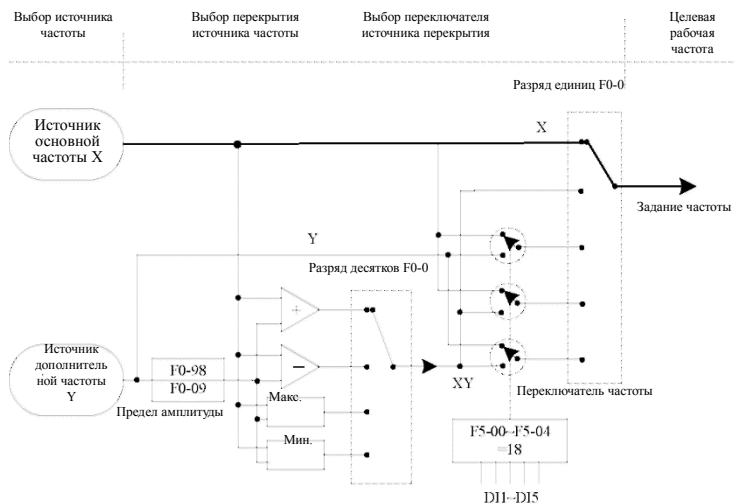 Выбор источника
частоты
Выбор перекрытия
источника частоты
Выбор переключателя
источника перекрытия
Целевая
рабочая
частота
Разряд единиц F0-0
Источник
основной
частоты X
X
Задание частоты
Y
Разряд десятков F0-0
+
Источник
дополнитель
ной частоты
Y
F0-98
F0-09
Предел амплитуды
−
Макс.
Мин.
XY
Переключатель частоты
F5-00~F5-04
=18
DI1~DI5